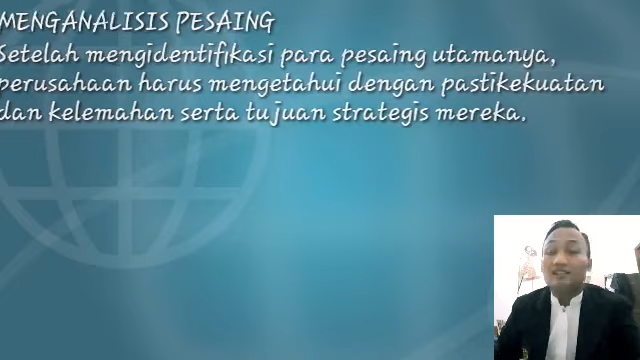 MENGANALISIS PESAING
Setelah mengidentifikasi para pesaing utamanya,
perusahaan harus mengetahui dengan pastikekuatan
dan kelemahan serta tujuan strategis mereka.